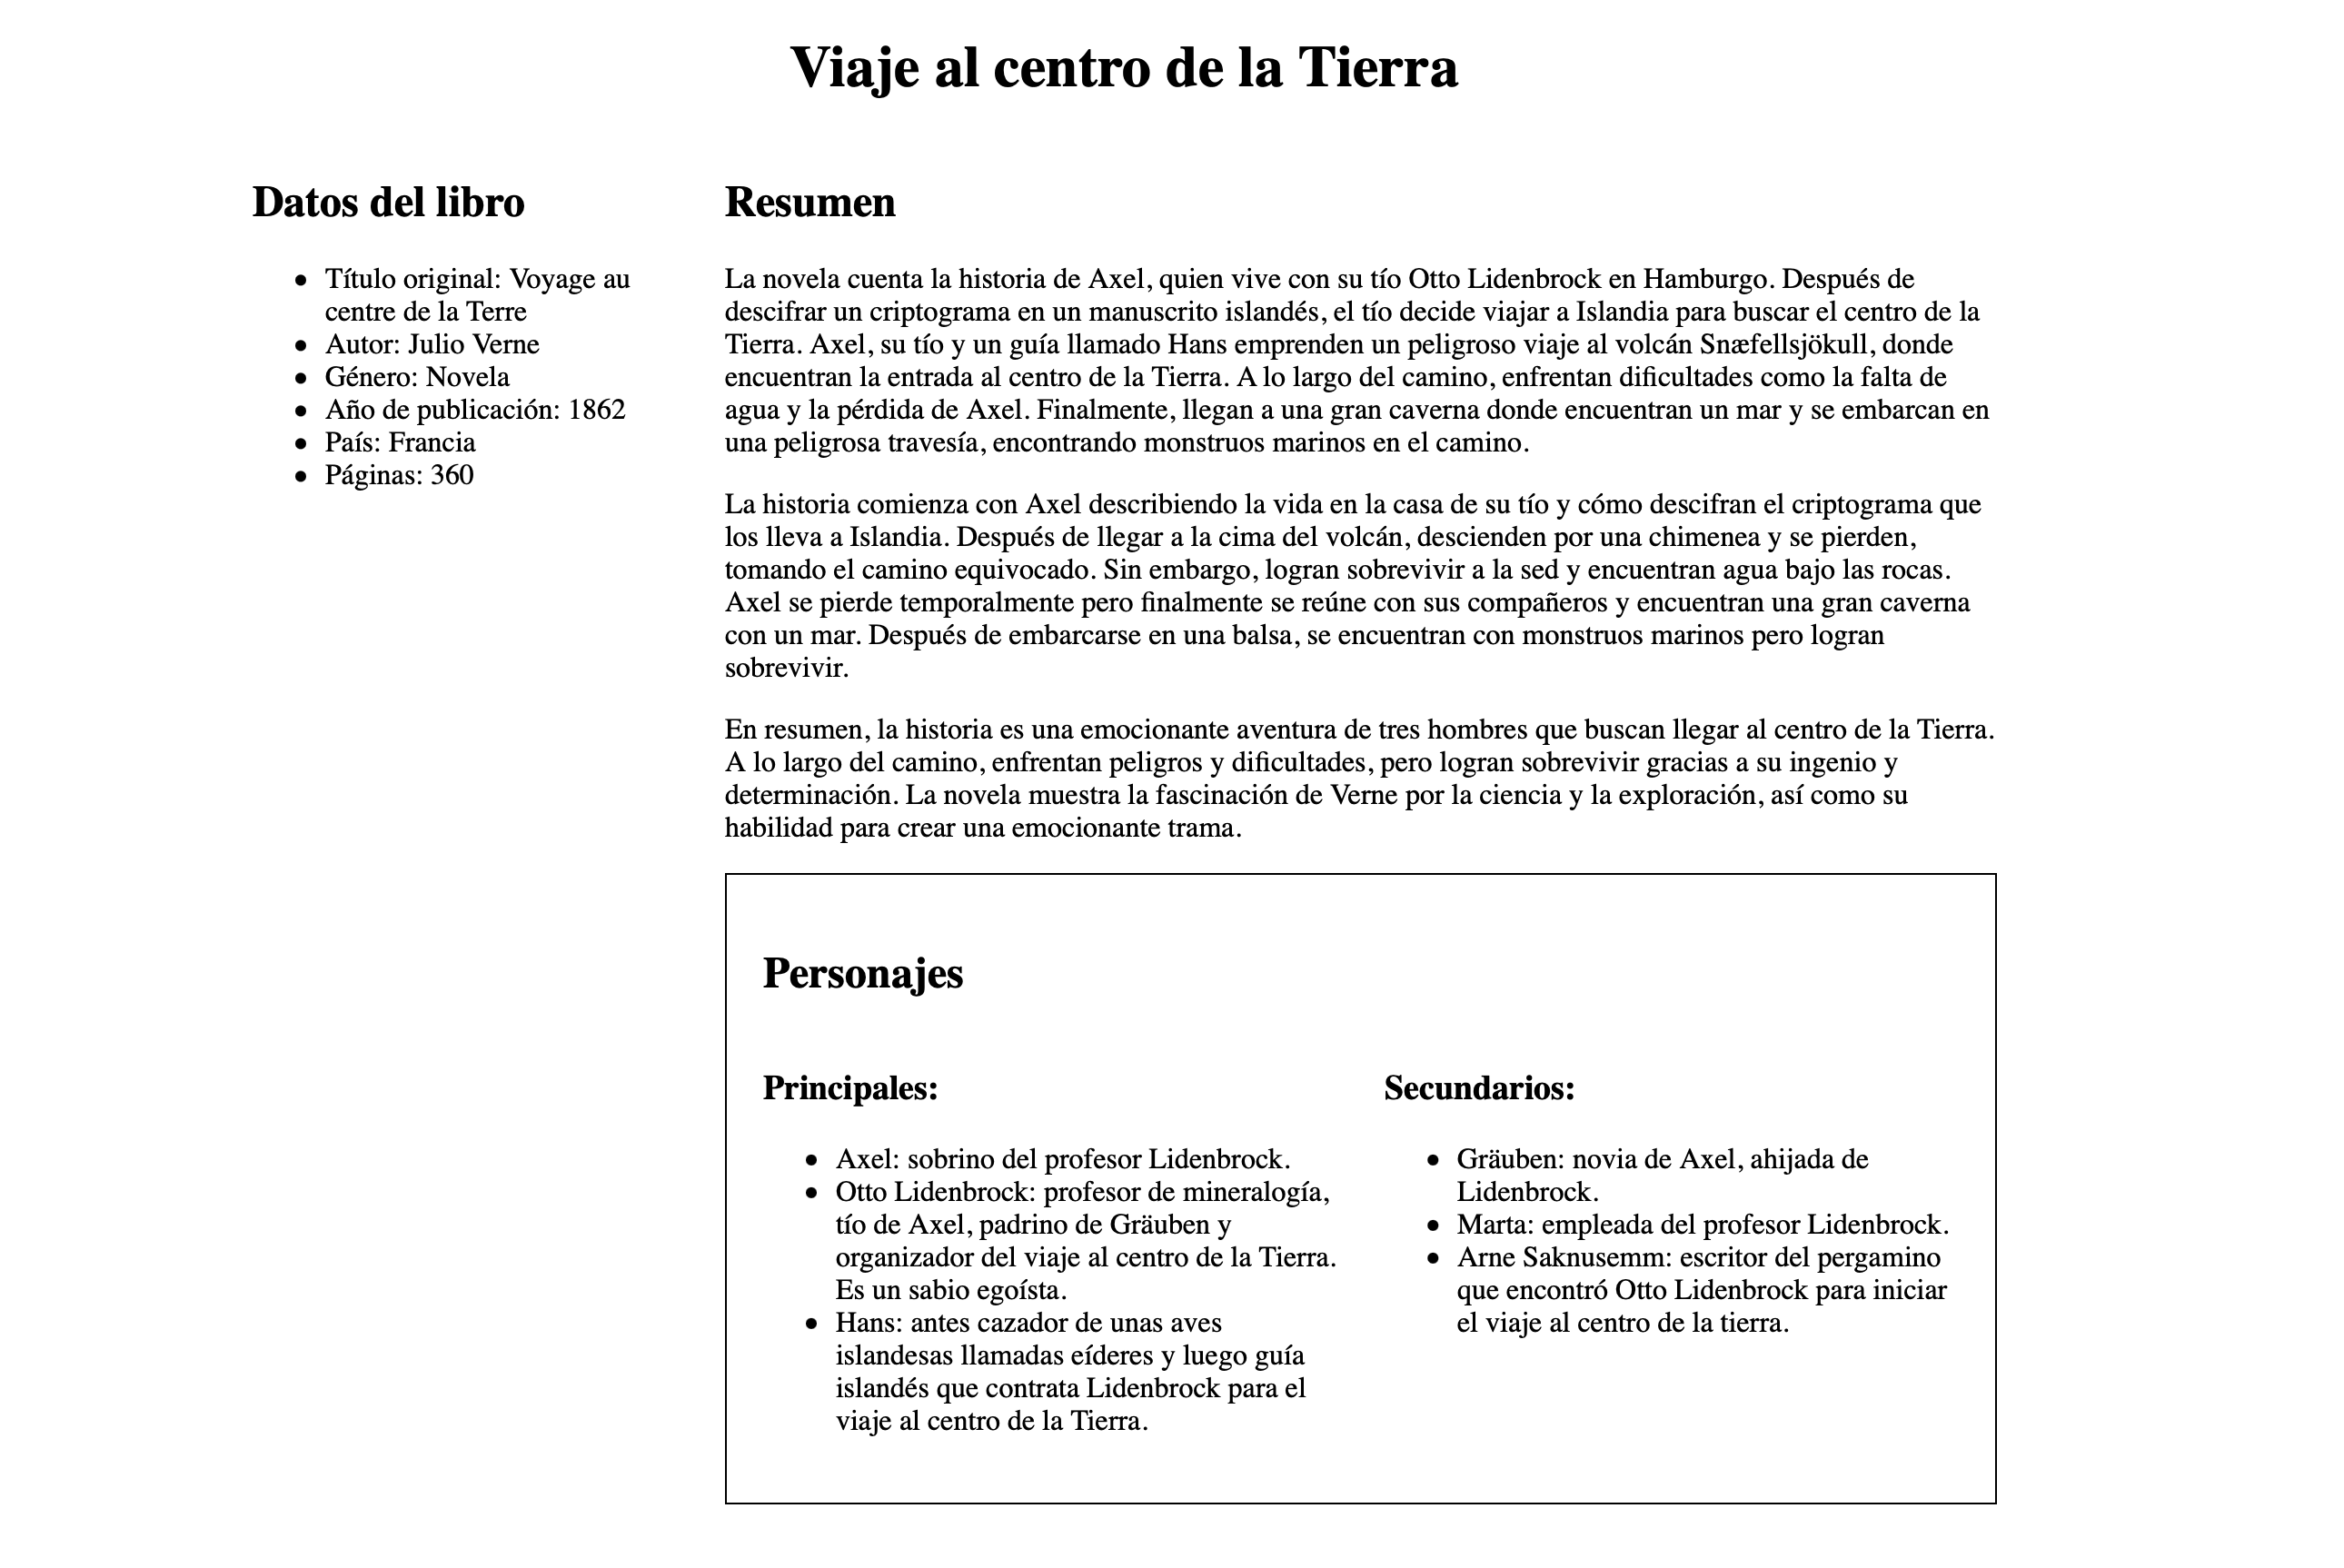 Viaje al centro de la Tierra
Datos del libro
Título original: Voyage au
centre de la Terre
Autor: Julio Verne
Género: Novela
Año de publicación: 1862
País: Francia
Páginas: 360
Resumen
La novela cuenta la historia de Axel, quien vive con su tío Otto Lidenbrock en Hamburgo. Después de
descifrar un criptograma en un manuscrito islandés, el tío decide viajar a Islandia para buscar el centro de la
Tierra. Axel, su tío y un guía llamado Hans emprenden un peligroso viaje al volcán Snæfellsjökull, donde
encuentran la entrada al centro de la Tierra. A lo largo del camino, enfrentan dificultades como la falta de
agua y la pérdida de Axel. Finalmente, llegan a una gran caverna donde encuentran un mar y se embarcan en
una peligrosa travesía, encontrando monstruos marinos en el camino.
La historia comienza con Axel describiendo la vida en la casa de su tío y cómo descifran el criptograma que
los lleva a Islandia. Después de llegar a la cima del volcán, descienden por una chimenea y se pierden,
tomando el camino equivocado. Sin embargo, logran sobrevivir a la sed y encuentran agua bajo las rocas.
Axel se pierde temporalmente pero finalmente se reúne con sus compañeros y encuentran una gran caverna
con un mar. Después de embarcarse en una balsa, se encuentran con monstruos marinos pero logran
sobrevivir.
En resumen, la historia es una emocionante aventura de tres hombres que buscan llegar al centro de la Tierra.
A lo largo del camino, enfrentan peligros y dificultades, pero logran sobrevivir gracias a su ingenio y
determinación. La novela muestra la fascinación de Verne por la ciencia y la exploración, así como su
habilidad para crear una emocionante trama.
Personajes
Principales:
Axel: sobrino del profesor Lidenbrock.
Otto Lidenbrock: profesor de mineralogía,
tío de Axel, padrino de Gräuben y
organizador del viaje al centro de la Tierra.
Es un sabio egoísta.
Hans: antes cazador de unas aves
islandesas llamadas eíderes y luego guía
islandés que contrata Lidenbrock para el
viaje al centro de la Tierra.
Secundarios:
Gräuben: novia de Axel, ahijada de
Lidenbrock.
Marta: empleada del profesor Lidenbrock.
Arne Saknusemm: escritor del pergamino
que encontró Otto Lidenbrock para iniciar
el viaje al centro de la tierra.